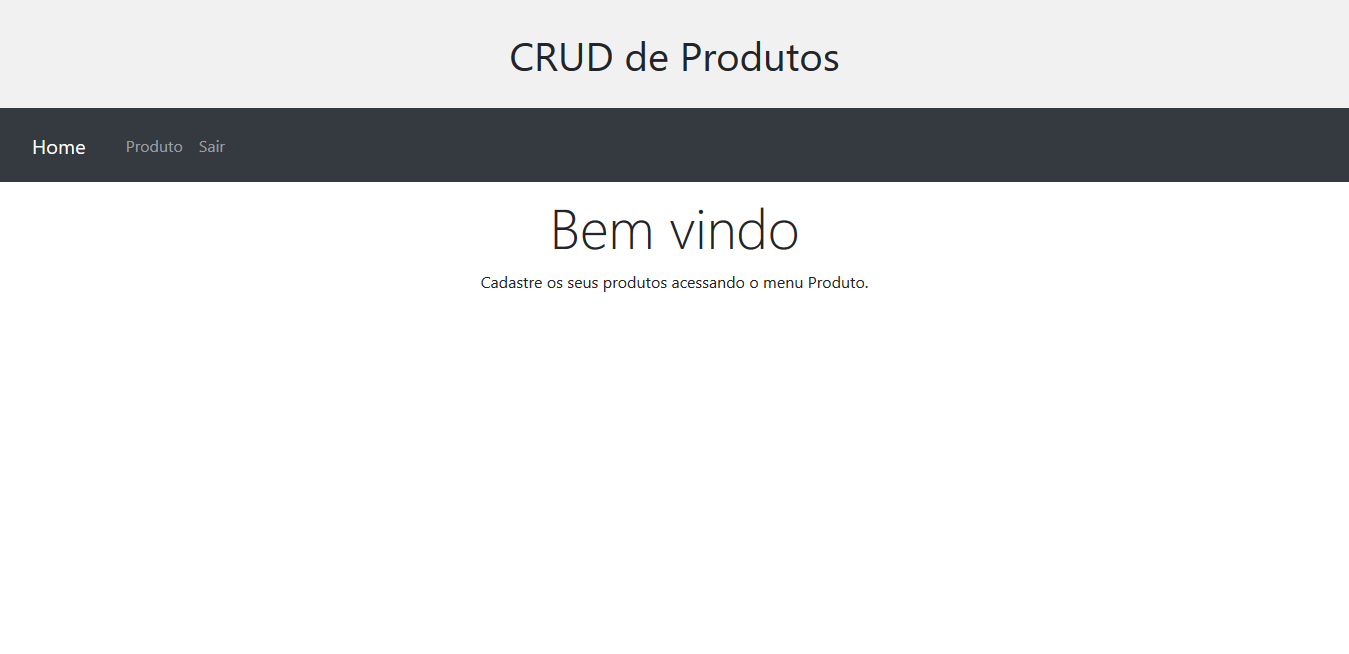 CRUD de Produtos
Home Produto Sair
Bem vindo
Cadastre os seus produtos acessando o menu Produto.